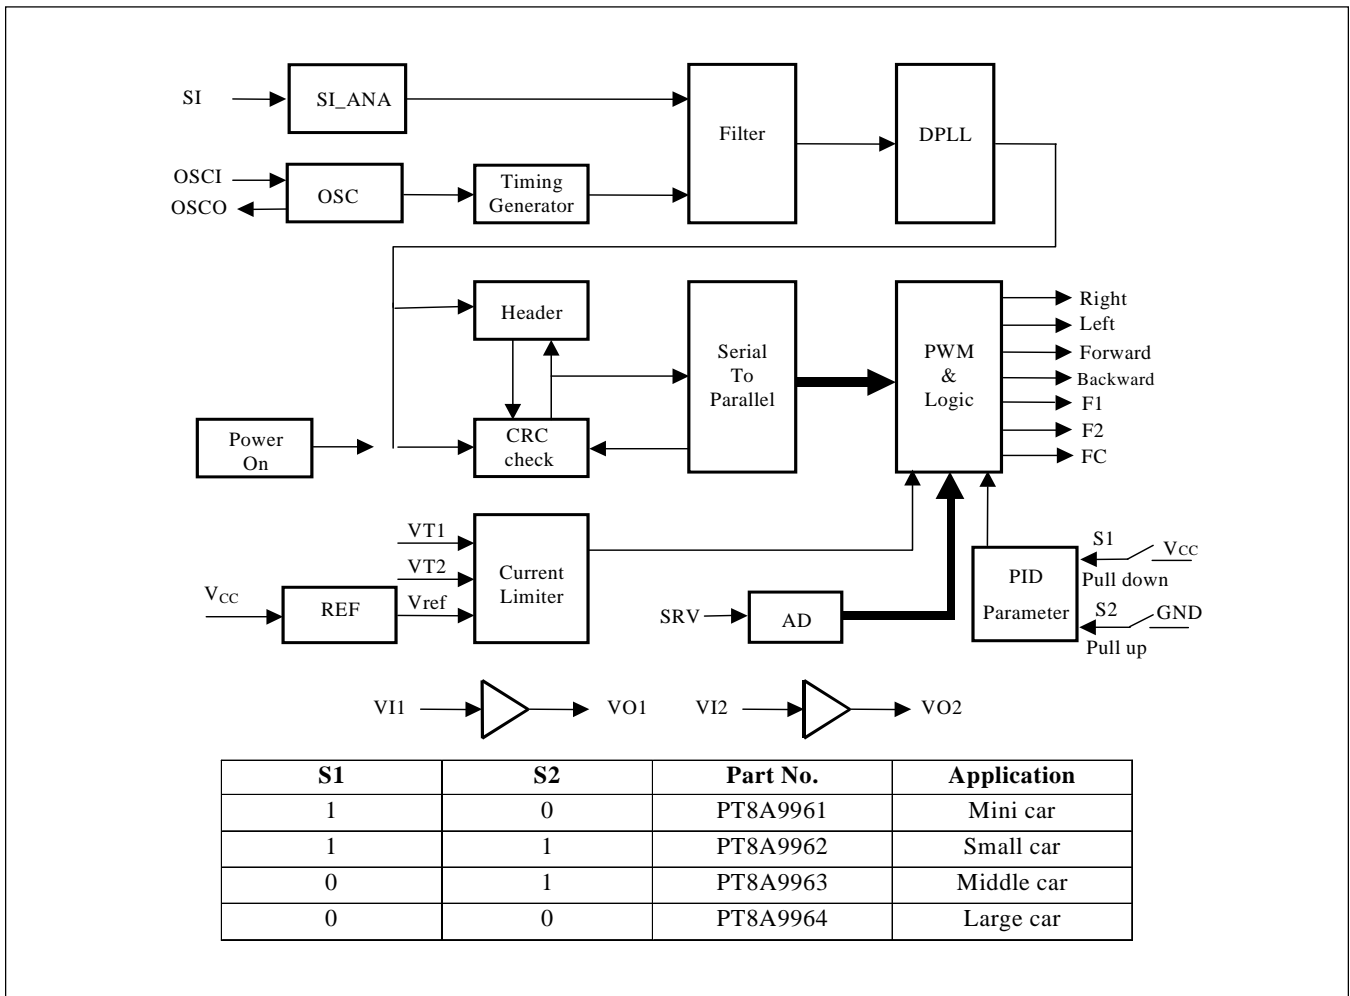 SI
SI_ANA
Filter
DPLL
OSCI
OSCO
OSC
Timing
Generator
Header
Serial
To
Parallel
PWM
&
Logic
Right
Left
Forward
Backward
F1
F2
FC
Power
On
CRC
check
VT1
VT2
Vref
VCC
REF
Current
Limiter
SRV
AD
PID
Parameter
S1
VCC
Pull down
S2
GND
Pull up
VI1
VO1
VI2
VO2
S1 S2 Part No. Application
1 0 PT8A9961 Mini car
1 1 PT8A9962 Small car
0 1 PT8A9963 Middle car
0 0 PT8A9964 Large car